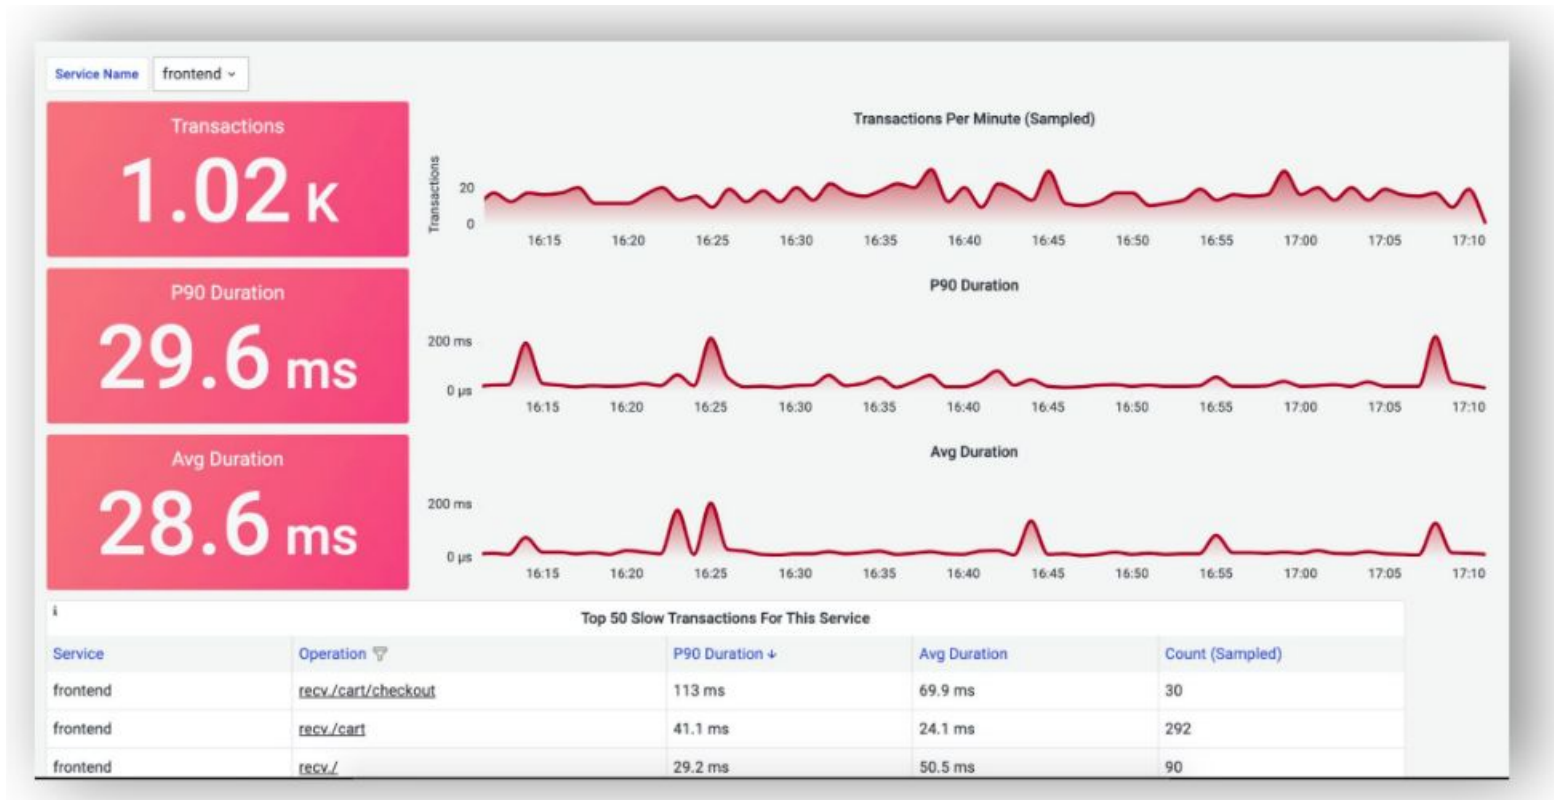 Service Name frontend
Transactions
1.02 K
Transactions Per Minute (Sampled)
Transactions
20
0
16:15 16:20 16:25 16:30 16:35 16:40 16:45 16:50 16:55 17:00 17:05 17:10
P90 Duration
29.6 ms
P90 Duration
200 ms
0 µs
16:15 16:20 16:25 16:30 16:35 16:40 16:45 16:50 16:55 17:00 17:05 17:10
Avg Duration
28.6 ms
Avg Duration
200 ms
0 µs
16:15 16:20 16:25 16:30 16:35 16:40 16:45 16:50 16:55 17:00 17:05 17:10
i
Top 50 Slow Transactions For This Service
Service Operation P90 Duration ↓ Avg Duration Count (Sampled)
frontend recv./cart/checkout 113 ms 69.9 ms 30
frontend recv./cart 41.1 ms 24.1 ms 292
frontend recv./ 29.2 ms 50.5 ms 90